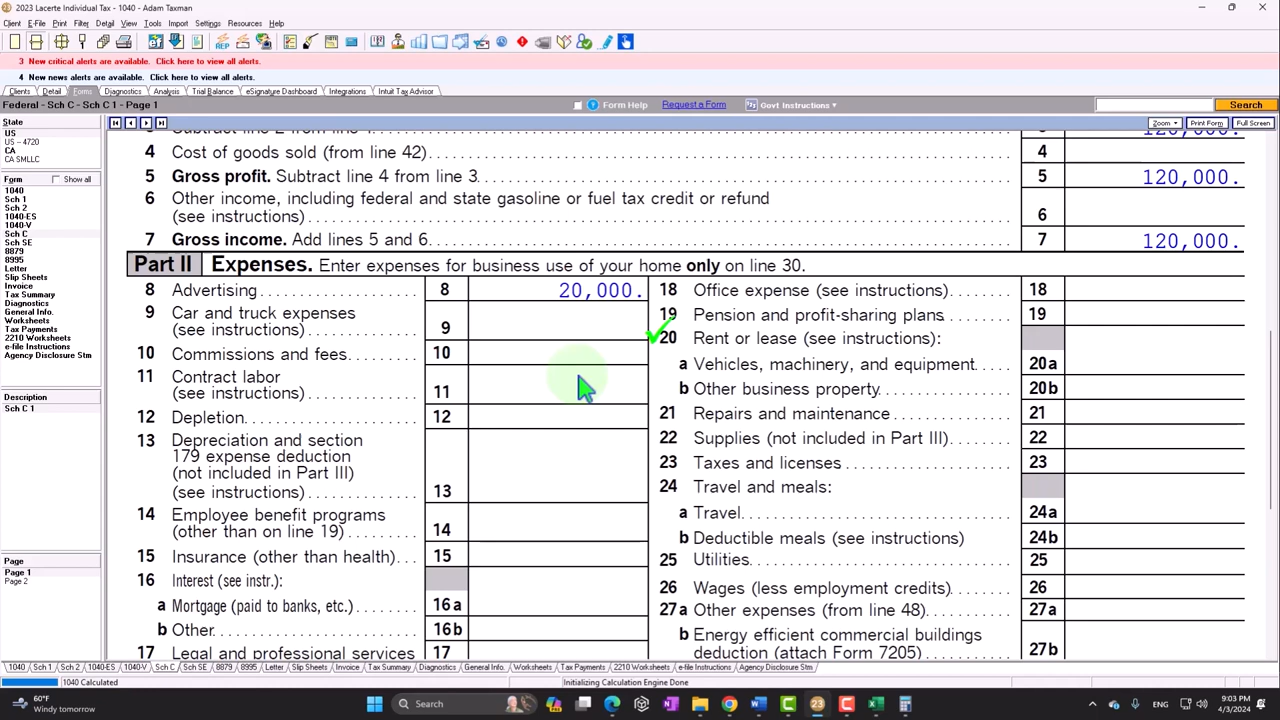 2023 Lacerte Individual Tax - 1040 - Adam Taxman
Client E-File Print Filter Detail View Tools Import Settings Resources Help
3 New critical alerts are available. Click here to view all alerts.
4 New news alerts are available. Click here to view all alerts.
Clients Detail Forms Diagnostics Analysis Trial Balance eSignature Dashboard Integrations Intuit Tax Advisor
Federal - Sch C - Sch C 1 - Page 1 Form Help Request a Form Govt Instructions Search
Zoom Print Form Full Screen
State
US
US - 4720
CA
CA SMLLC
Form Show all
1040
Sch 1
Sch 2
1040-ES
1040-V
Sch C
Sch SE
8879
8995
Letter
Slip Sheets
Invoice
Tax Summary
Diagnostics
General Info.
Worksheets
Tax Payments
2210 Worksheets
e-file Instructions
Agency Disclosure Stm
Description
Sch C 1
Page
Page 1
Page 2
120,000.
4 Cost of goods sold (from line 42) 4
5 Gross profit. Subtract line 4 from line 3 5 120,000.
6 Other income, including federal and state gasoline or fuel tax credit or refund
(see instructions) 6
7 Gross income. Add lines 5 and 6 7 120,000.
Part II Expenses. Enter expenses for business use of your home only on line 30.
8 Advertising 8 20,000.
9 Car and truck expenses
(see instructions) 9
10 Commissions and fees 10
11 Contract labor
(see instructions) 11
12 Depletion 12
13 Depreciation and section
179 expense deduction
(not included in Part III)
(see instructions) 13
14 Employee benefit programs
(other than on line 19) 14
15 Insurance (other than health) 15
16 Interest (see instr.):
a Mortgage (paid to banks, etc.) 16a
b Other 16b
17 Legal and professional services 17
18 Office expense (see instructions) 18
19 Pension and profit-sharing plans 19
20 Rent or lease (see instructions):
a Vehicles, machinery, and equipment 20a
b Other business property 20b
21 Repairs and maintenance 21
22 Supplies (not included in Part III) 22
23 Taxes and licenses 23
24 Travel and meals:
a Travel 24a
b Deductible meals (see instructions) 24b
25 Utilities 25
26 Wages (less employment credits) 26
27a Other expenses (from line 48) 27a
b Energy efficient commercial buildings
deduction (attach Form 7205) 27b
1040 Sch 1 Sch 2 1040-ES 1040-V Sch C Sch SE 8879 8995 Letter Slip Sheets Invoice Tax Summary Diagnostics General Info. Worksheets Tax Payments 2210 Worksheets e-file Instructions Agency Disclosure Stm
1040 Calculated Initializing Calculation Engine Done
60°F
Windy tomorrow
Search
23
9:03 PM
4/3/2024